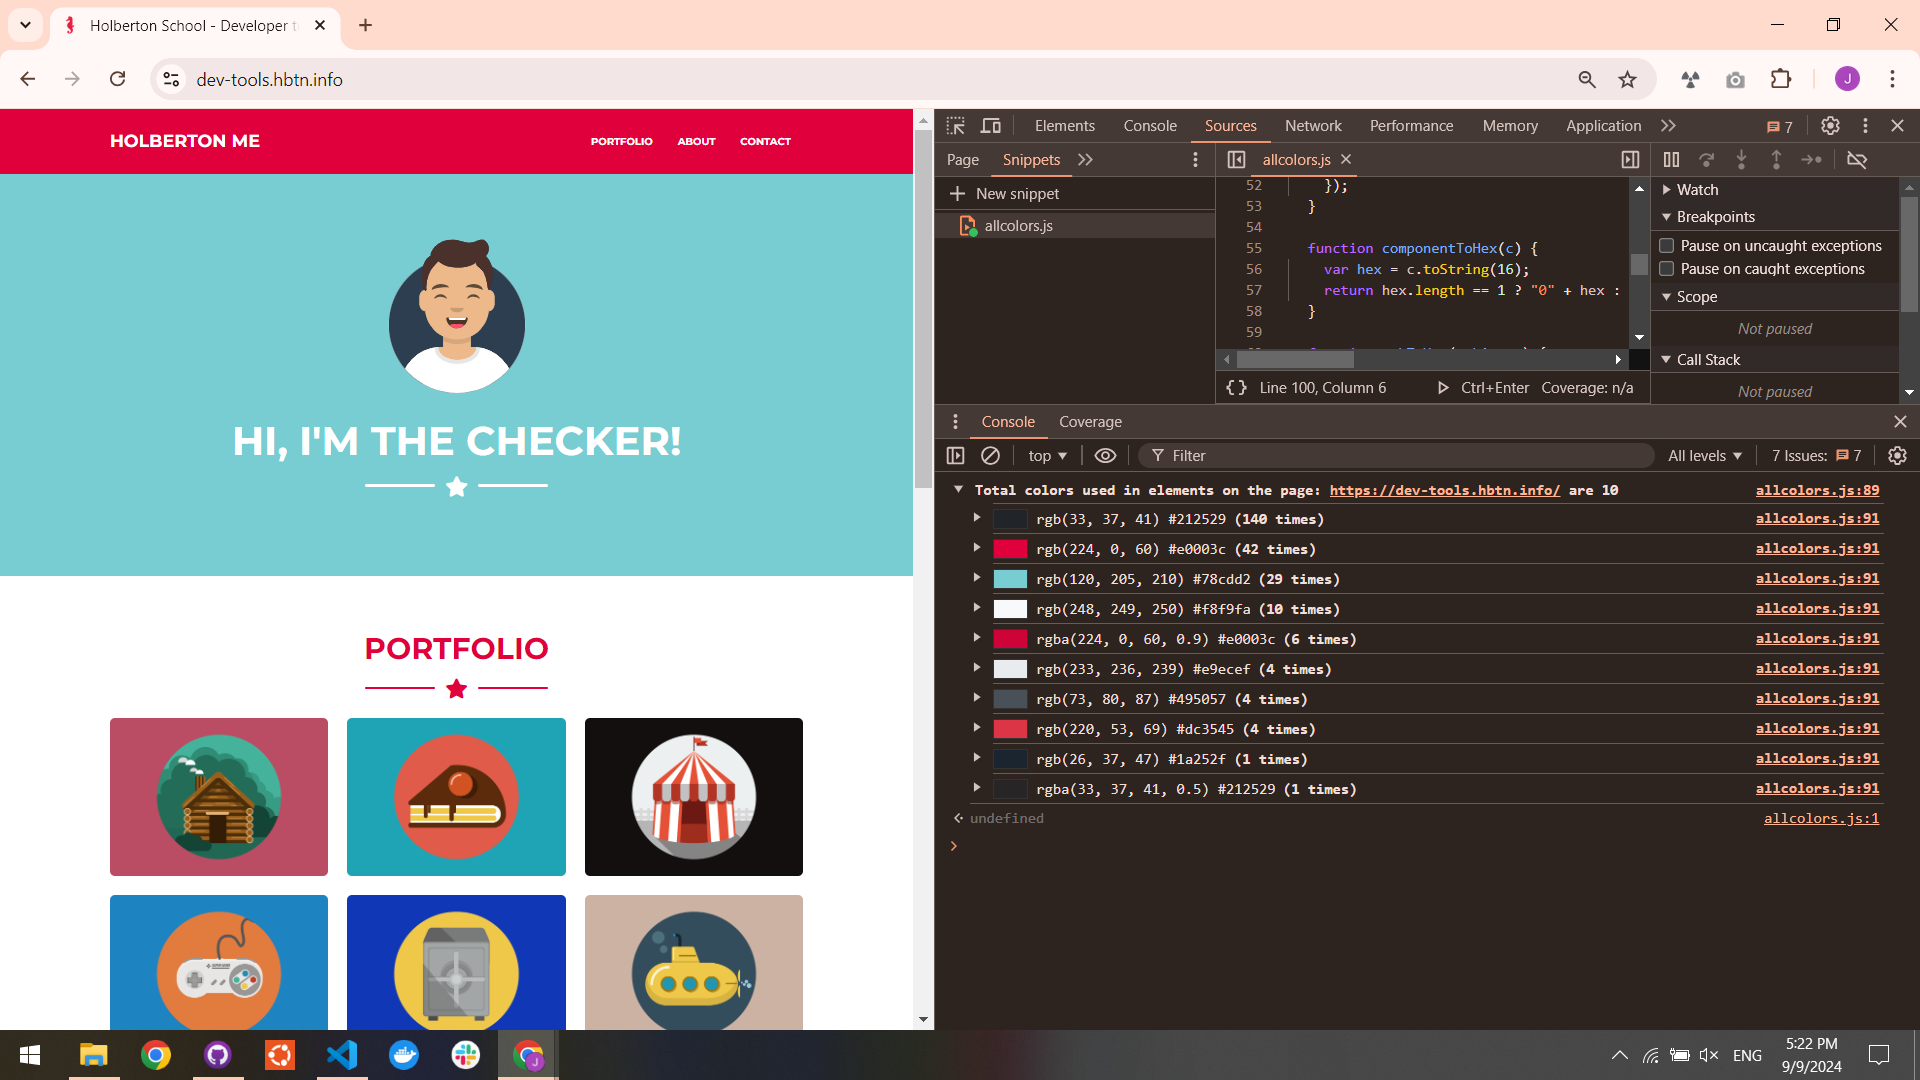 Holberton School - Developer t
dev-tools.hbtn.info
J
HOLBERTON ME
PORTFOLIO ABOUT CONTACT
HI, I'M THE CHECKER!
PORTFOLIO
Elements Console Sources Network Performance Memory Application 7
Page Snippets allcolors.js
New snippet
allcolors.js
52 });
53 }
54
55 function componentToHex(c) {
56 var hex = c.toString(16);
57 return hex.length == 1 ? "0" + hex :
58 }
59
{} Line 100, Column 6 Ctrl+Enter Coverage: n/a
Watch
Breakpoints
Pause on uncaught exceptions
Pause on caught exceptions
Scope
Not paused
Call Stack
Not paused
Console Coverage
top Filter All levels 7 Issues: 7
Total colors used in elements on the page: https://dev-tools.hbtn.info/ are 10 allcolors.js:89
rgb(33, 37, 41) #212529 (140 times) allcolors.js:91
rgb(224, 0, 60) #e0003c (42 times) allcolors.js:91
rgb(120, 205, 210) #78cdd2 (29 times) allcolors.js:91
rgb(248, 249, 250) #f8f9fa (10 times) allcolors.js:91
rgba(224, 0, 60, 0.9) #e0003c (6 times) allcolors.js:91
rgb(233, 236, 239) #e9ecef (4 times) allcolors.js:91
rgb(73, 80, 87) #495057 (4 times) allcolors.js:91
rgb(220, 53, 69) #dc3545 (4 times) allcolors.js:91
rgb(26, 37, 47) #1a252f (1 times) allcolors.js:91
rgba(33, 37, 41, 0.5) #212529 (1 times) allcolors.js:91
undefined allcolors.js:1
J
ENG
5:22 PM
9/9/2024